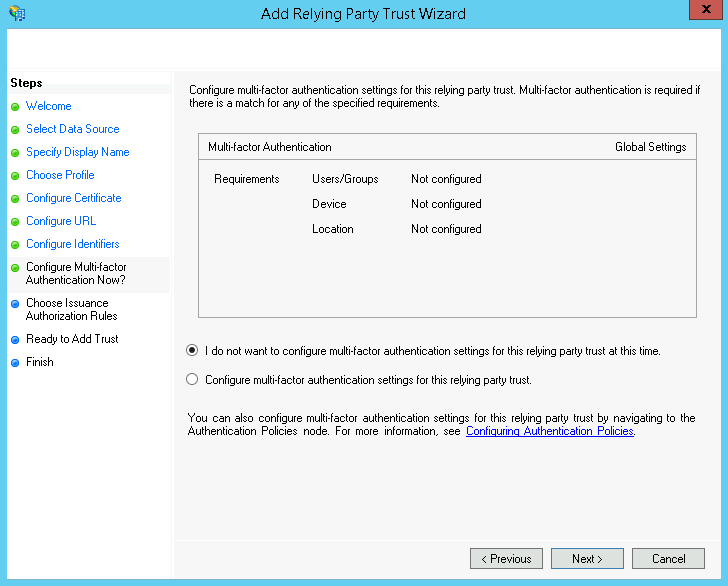 Add Relying Party Trust Wizard
x
Steps
Welcome
Select Data Source
Specify Display Name
Choose Profile
Configure Certificate
Configure URL
Configure Identifiers
Configure Multi-factor
Authentication Now?
Choose Issuance
Authorization Rules
Ready to Add Trust
Finish
Configure multi-factor authentication settings for this relying party trust. Multi-factor authentication is required if
there is a match for any of the specified requirements.
Multi-factor Authentication Global Settings
Requirements Users/Groups Not configured
Device Not configured
Location Not configured
I do not want to configure multi-factor authentication settings for this relying party trust at this time.
Configure multi-factor authentication settings for this relying party trust.
You can also configure multi-factor authentication settings for this relying party trust by navigating to the
Authentication Policies node. For more information, see Configuring Authentication Policies.
< Previous Next > Cancel